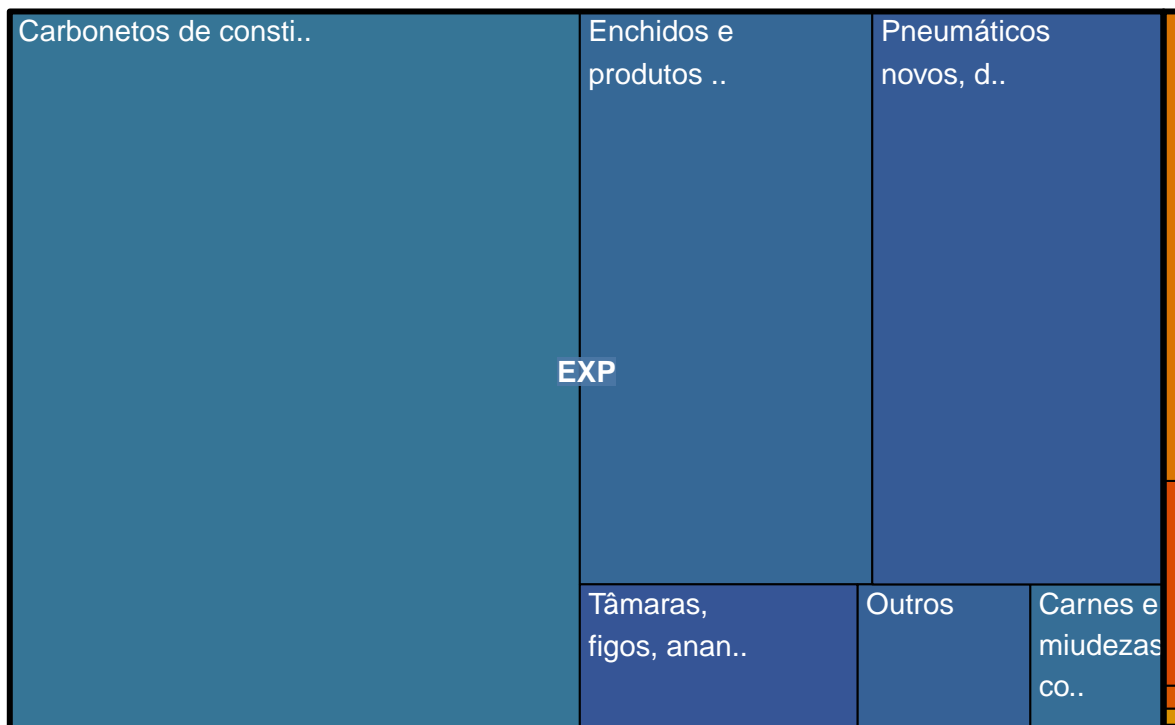 Carbonetos de consti..
Enchidos e
produtos ..
Pneumáticos
novos, d..
EXP
Tâmaras,
figos, anan..
Outros
Carnes e
miudezas
co..